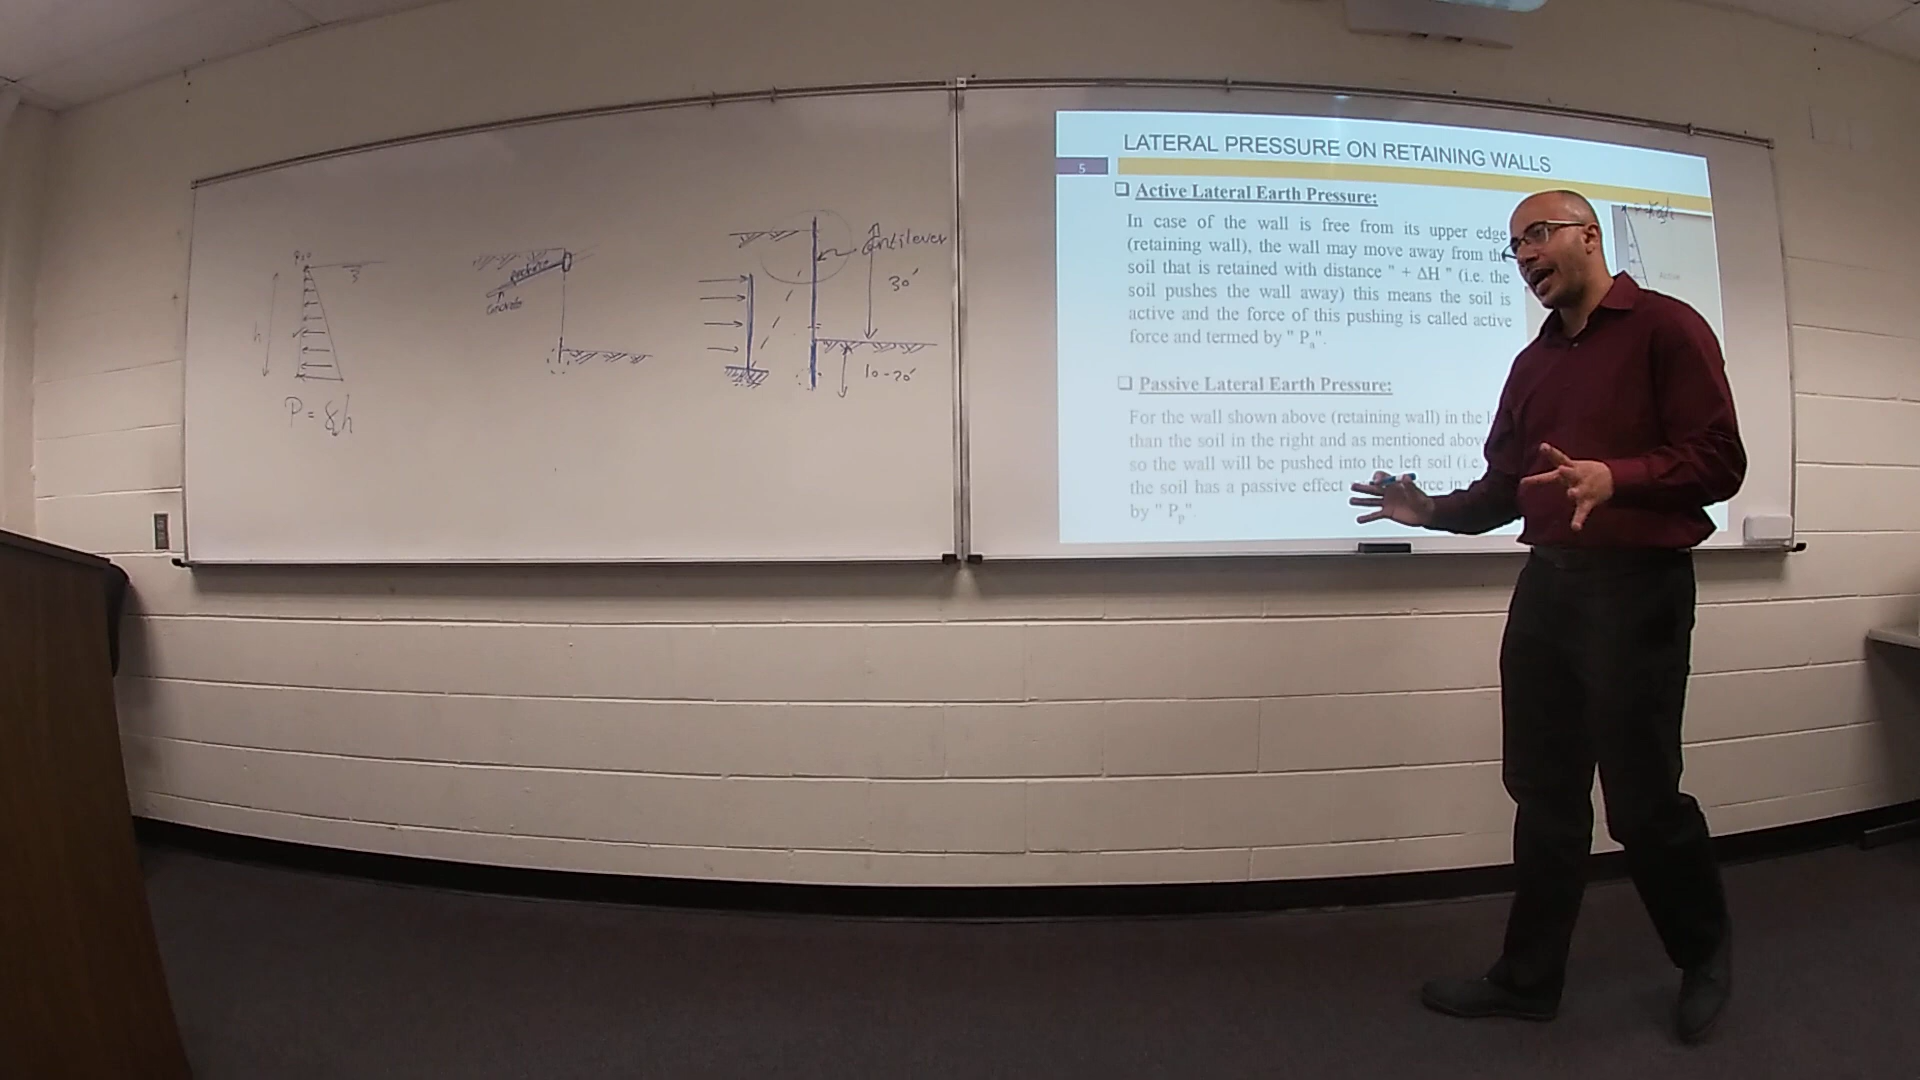 P=0
h
P = γh
anchor
Cantilever
30'
10-20'
LATERAL PRESSURE ON RETAINING WALLS
5
❑ Active Lateral Earth Pressure:
In case of the wall is free from its upper edge
(retaining wall), the wall may move away from the
soil that is retained with distance " + ΔH " (i.e. the
soil pushes the wall away) this means the soil is
active and the force of this pushing is called active
force and termed by " Pa".
❑ Passive Lateral Earth Pressure:
For the wall shown above (retaining wall) in the
than the soil in the right and as mentioned above
so the wall will be pushed into the left soil (i.e.
the soil has a passive effect
by " Pp".
Active